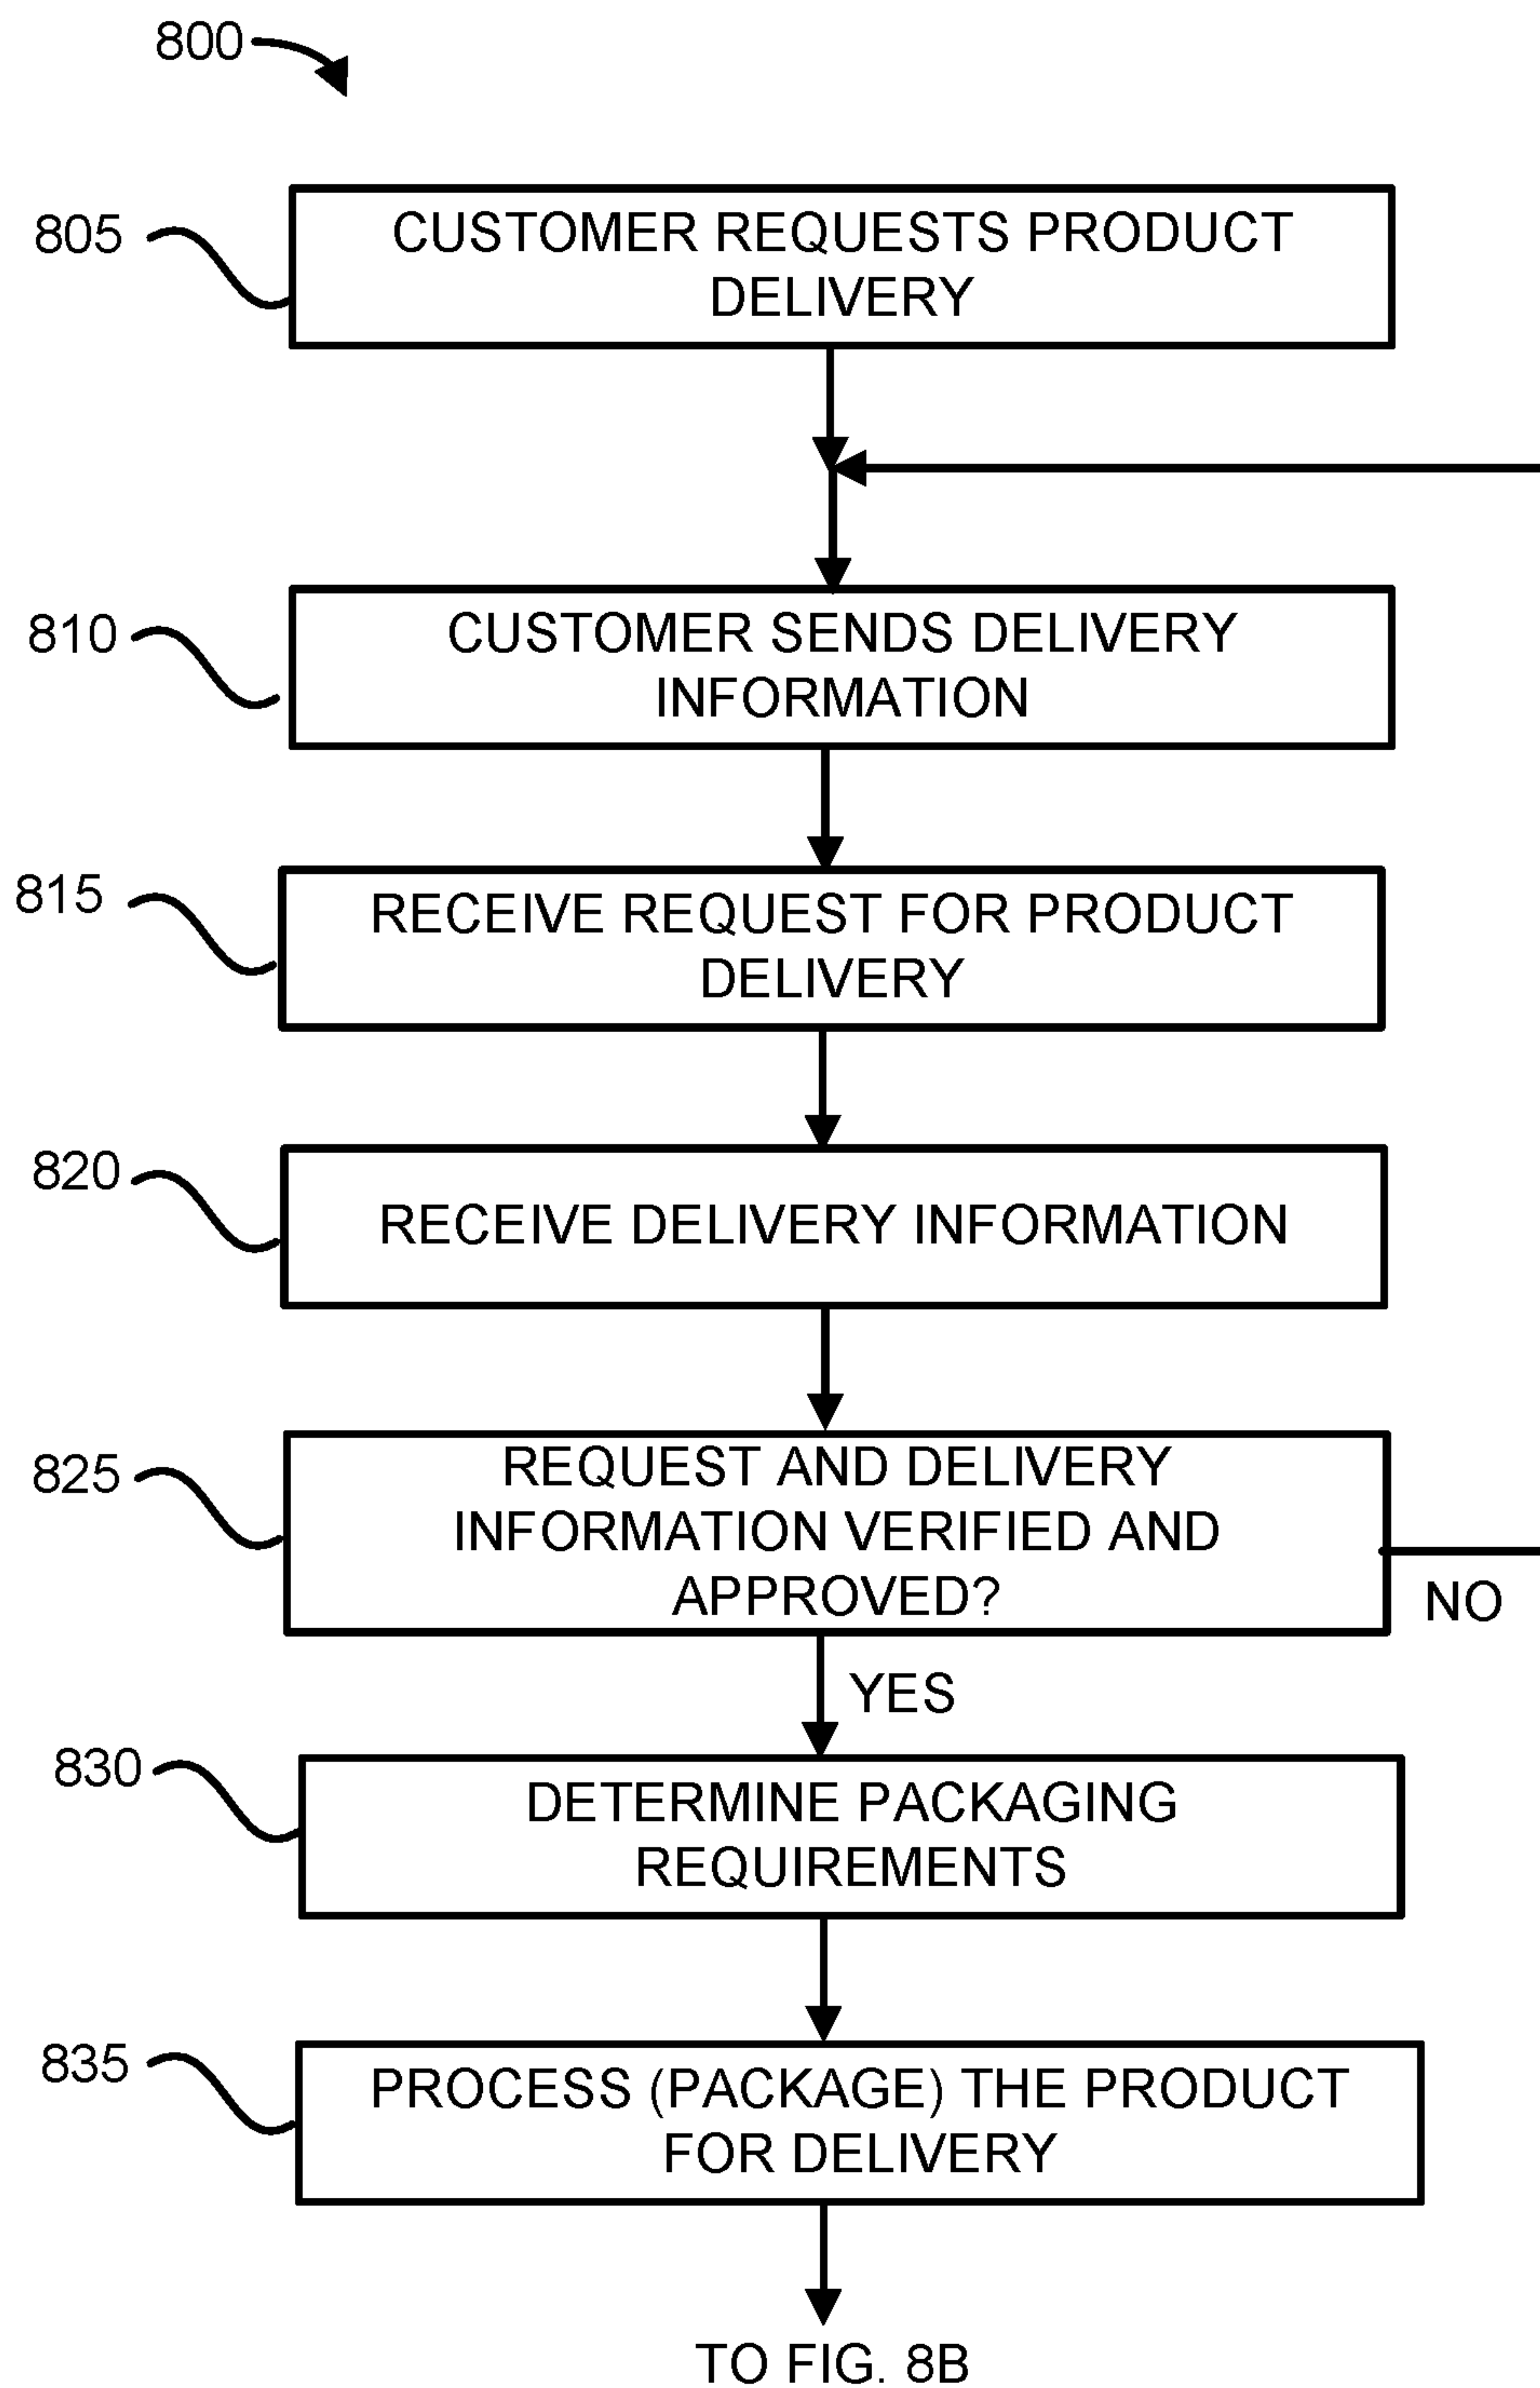 800
805
CUSTOMER REQUESTS PRODUCT
DELIVERY
810
CUSTOMER SENDS DELIVERY
INFORMATION
815
RECEIVE REQUEST FOR PRODUCT
DELIVERY
820
RECEIVE DELIVERY INFORMATION
825
REQUEST AND DELIVERY
INFORMATION VERIFIED AND
APPROVED?
NO
YES
830
DETERMINE PACKAGING
REQUIREMENTS
835
PROCESS (PACKAGE) THE PRODUCT
FOR DELIVERY
TO FIG. 8B